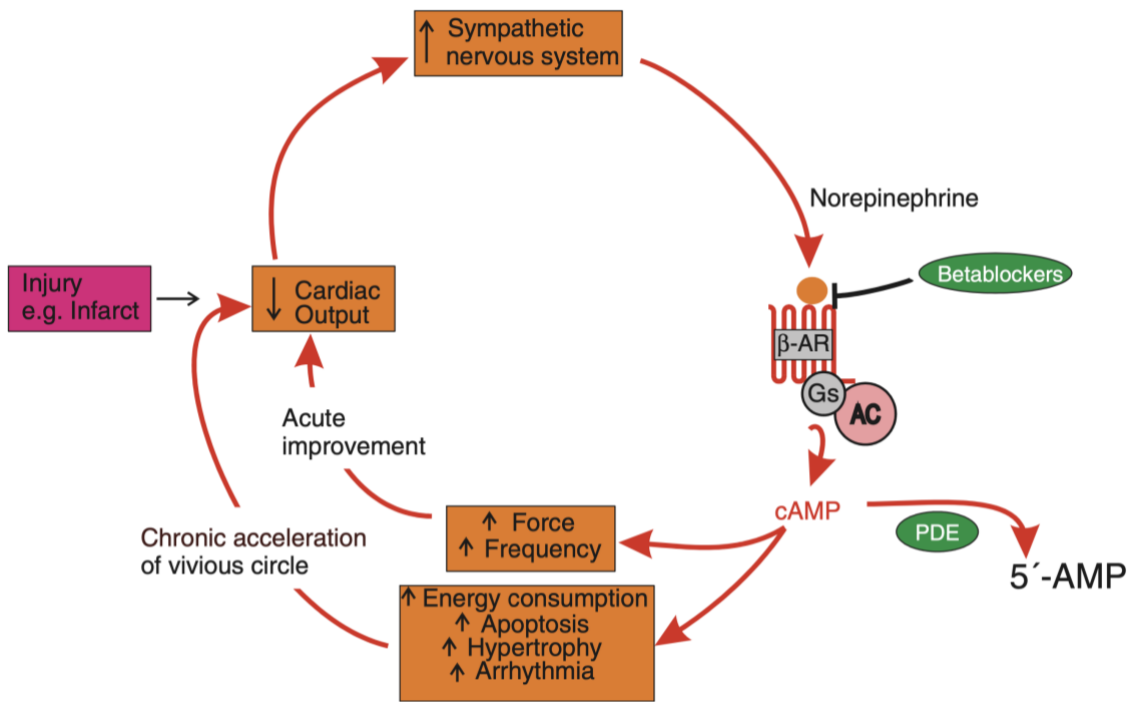 ↑ Sympathetic
nervous system
Norepinephrine
Betablockers
Injury
e.g. Infarct
↓ Cardiac
Output
β-AR
Gs
AC
Acute
improvement
cAMP
PDE
5´-AMP
↑ Force
↑ Frequency
Chronic acceleration
of vivious circle
↑ Energy consumption
↑ Apoptosis
↑ Hypertrophy
↑ Arrhythmia